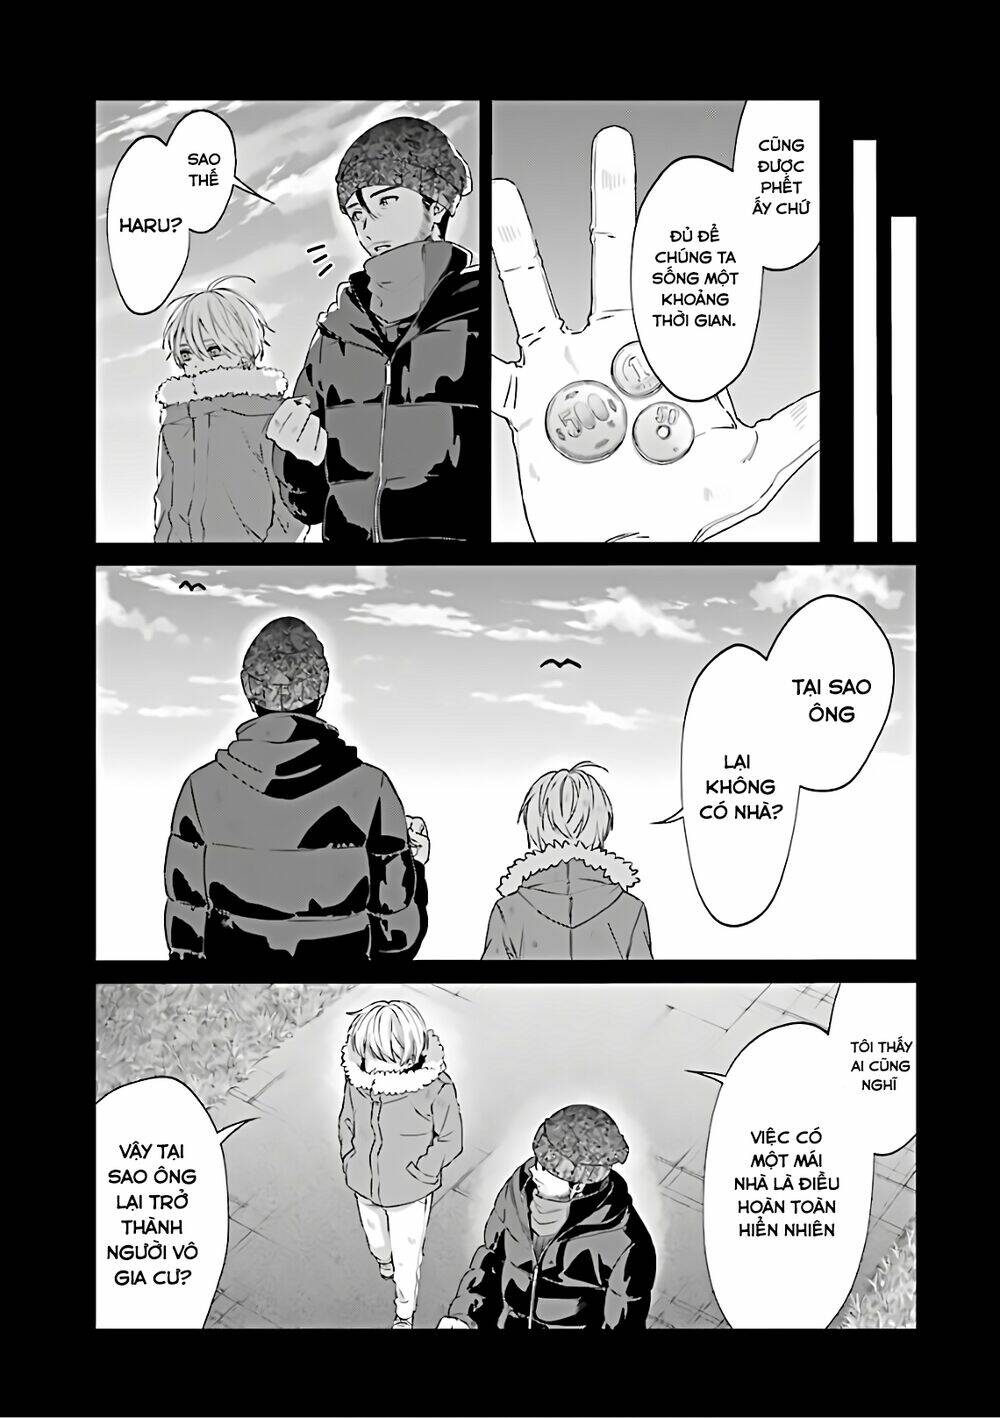 CŨNG
ĐƯỢC
PHẾT
ẤY CHỨ
ĐỦ ĐỂ
CHÚNG TA
SỐNG MỘT
KHOẢNG
THỜI GIAN.
500
1
50
SAO
THẾ
HARU?
TẠI SAO
ÔNG
LẠI
KHÔNG
CÓ NHÀ?
TÔI THẤY
AI CŨNG
NGHĨ
VIỆC CÓ
MỘT MÁI
NHÀ LÀ ĐIỀU
HOÀN TOÀN
HIỂN NHIÊN
VẬY TẠI
SAO ÔNG
LẠI TRỞ
THÀNH
NGƯỜI VÔ
GIA CƯ?